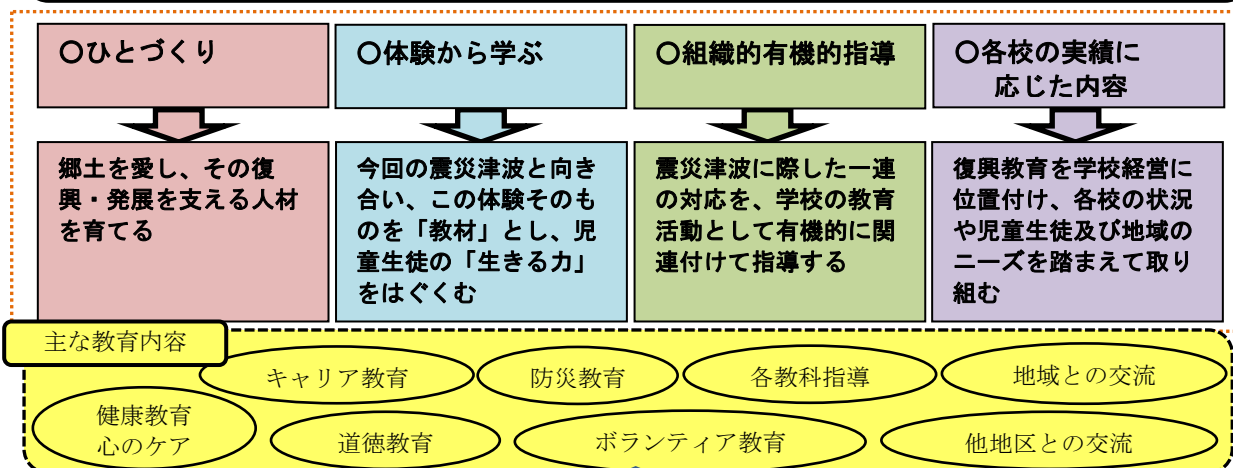 〇ひとづくり
郷土を愛し、その復
興・発展を支える人材
を育てる
〇体験から学ぶ
今回の震災津波と向き
合い、この体験そのも
のを「教材」とし、児
童生徒の「生きる力」
をはぐくむ
〇組織的有機的指導
震災津波に際した一連
の対応を、学校の教育
活動として有機的に関
連付けて指導する
〇各校の実績に
応じた内容
復興教育を学校経営に
位置付け、各校の状況
や児童生徒及び地域の
ニーズを踏まえて取り
組む
主な教育内容
キャリア教育
防災教育
各教科指導
地域との交流
健康教育
心のケア
道徳教育
ボランティア教育
他地区との交流